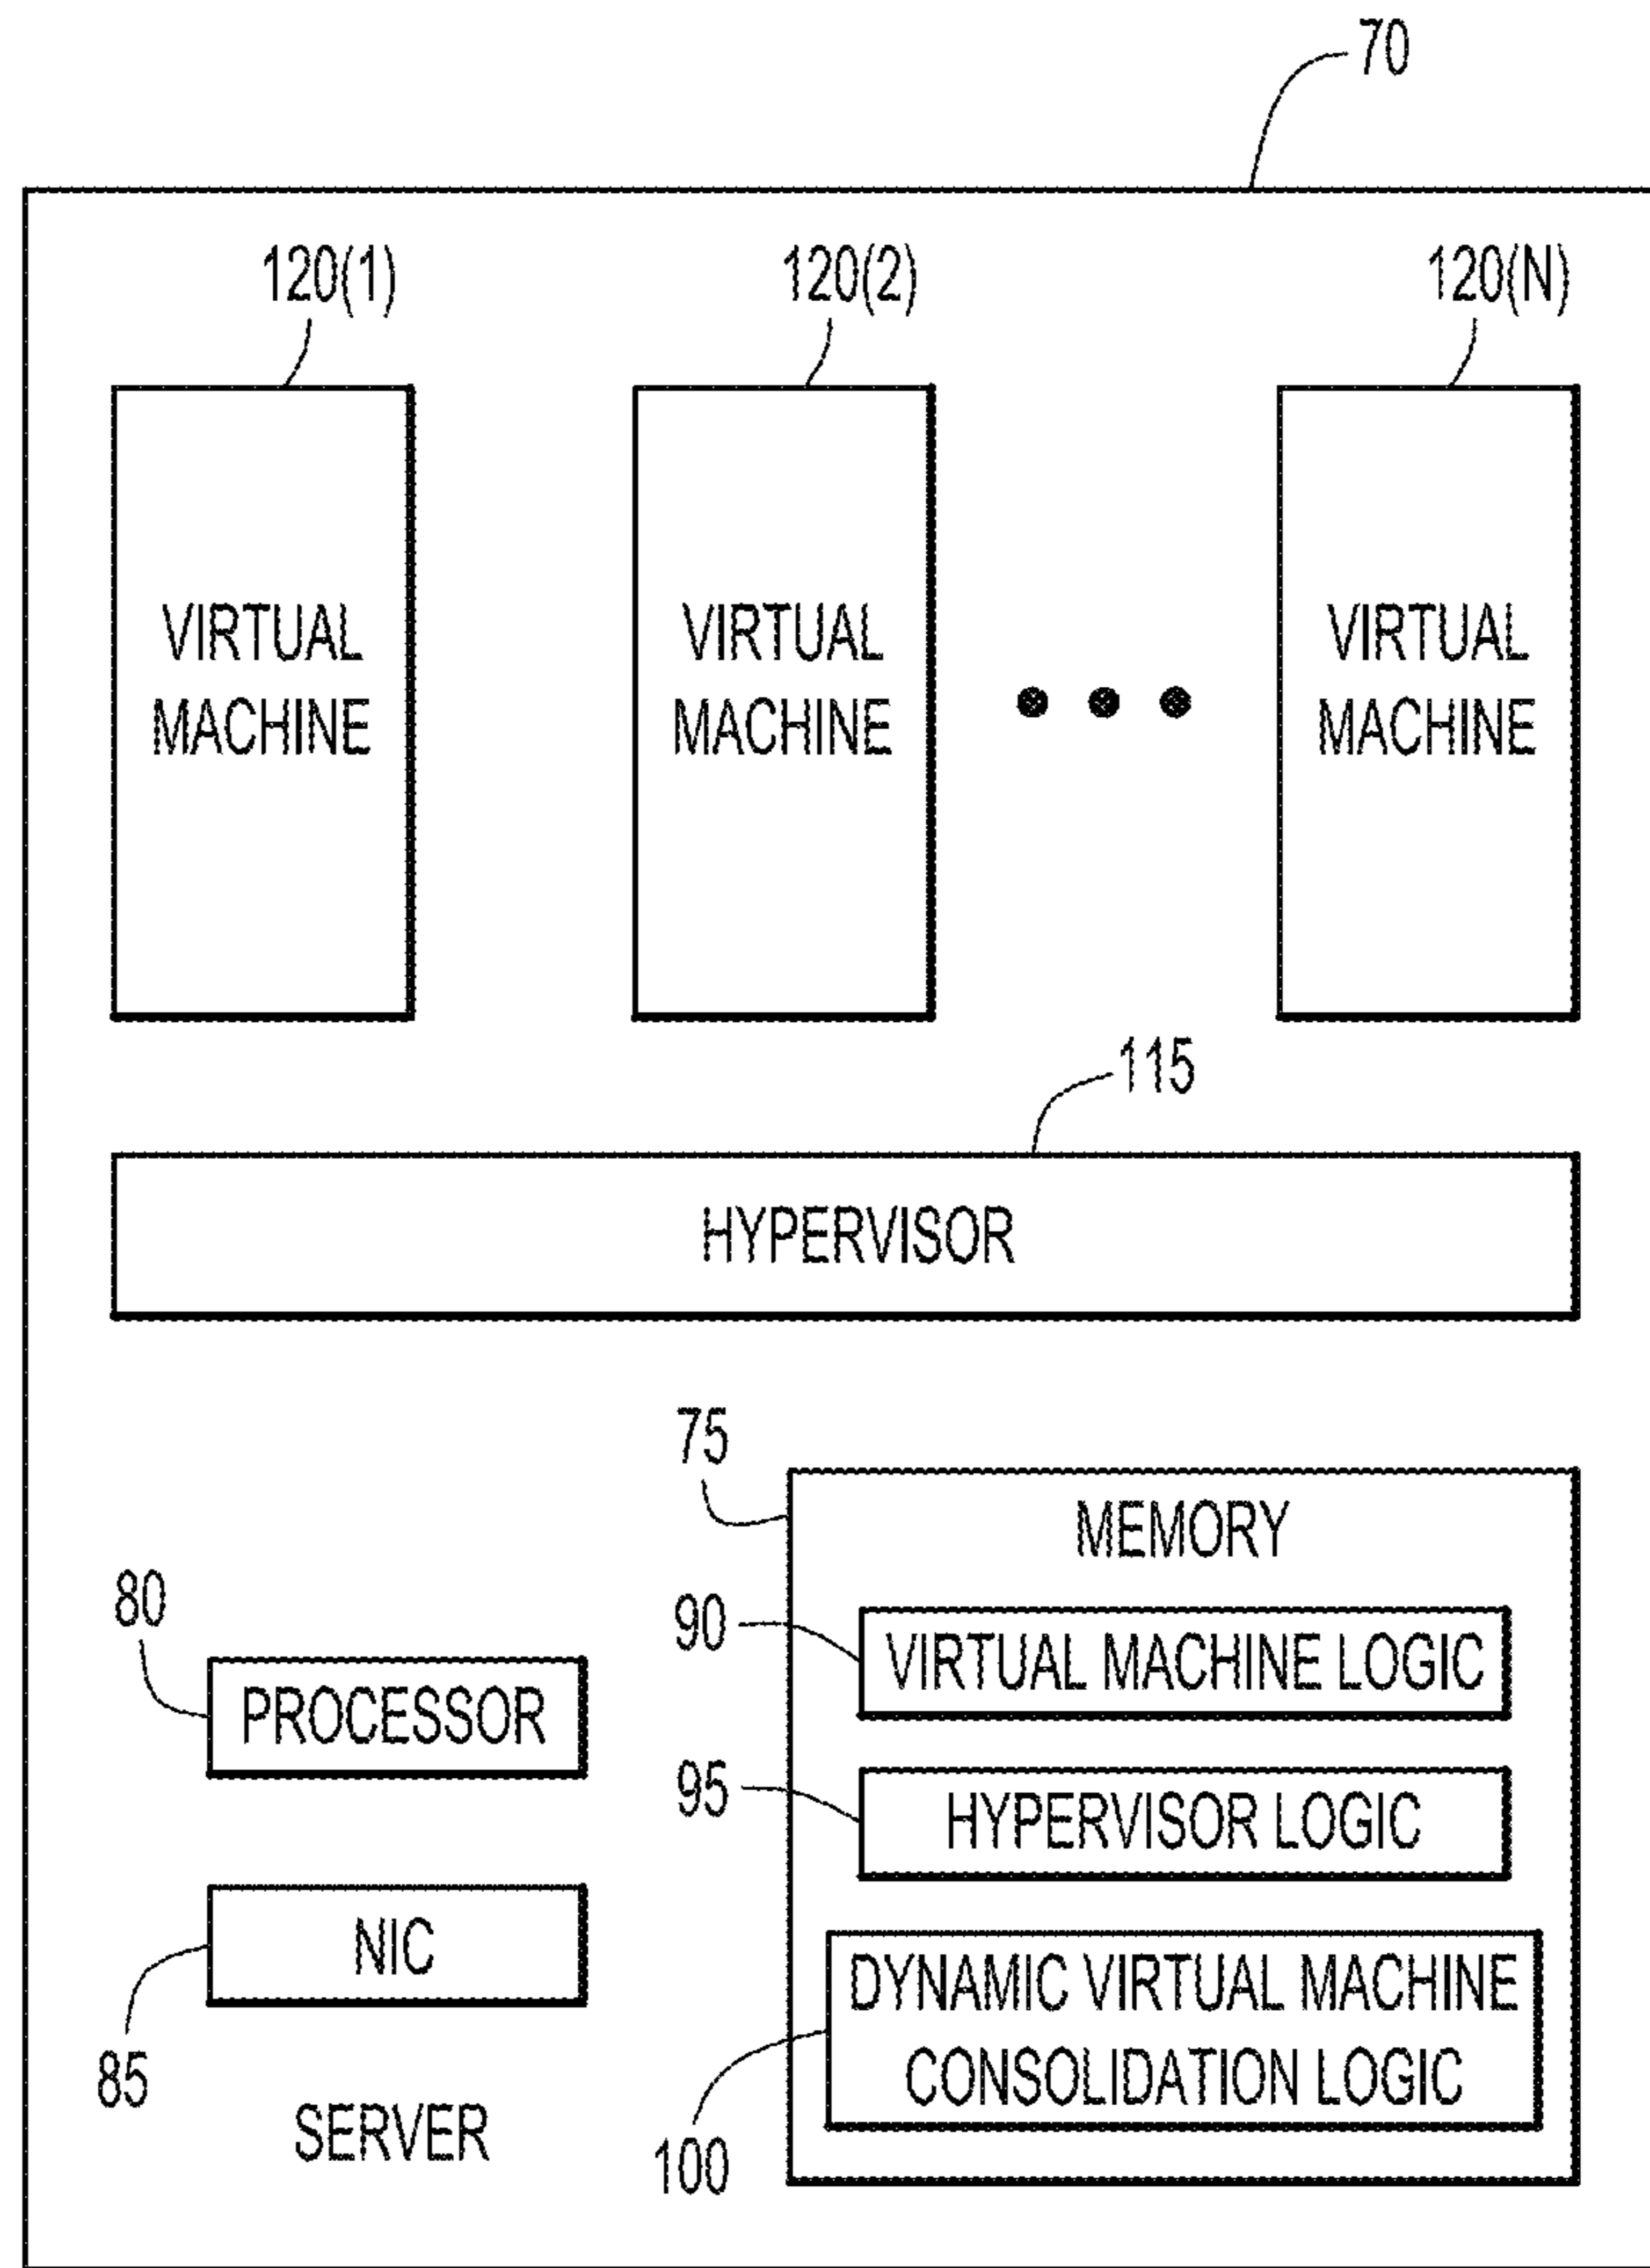 70
120(1)
120(2)
120(N)
VIRTUAL
MACHINE
VIRTUAL
MACHINE
VIRTUAL
MACHINE
115
HYPERVISOR
75
MEMORY
90
VIRTUAL MACHINE LOGIC
80
PROCESSOR
95
HYPERVISOR LOGIC
NIC
85
DYNAMIC VIRTUAL MACHINE
CONSOLIDATION LOGIC
100
SERVER